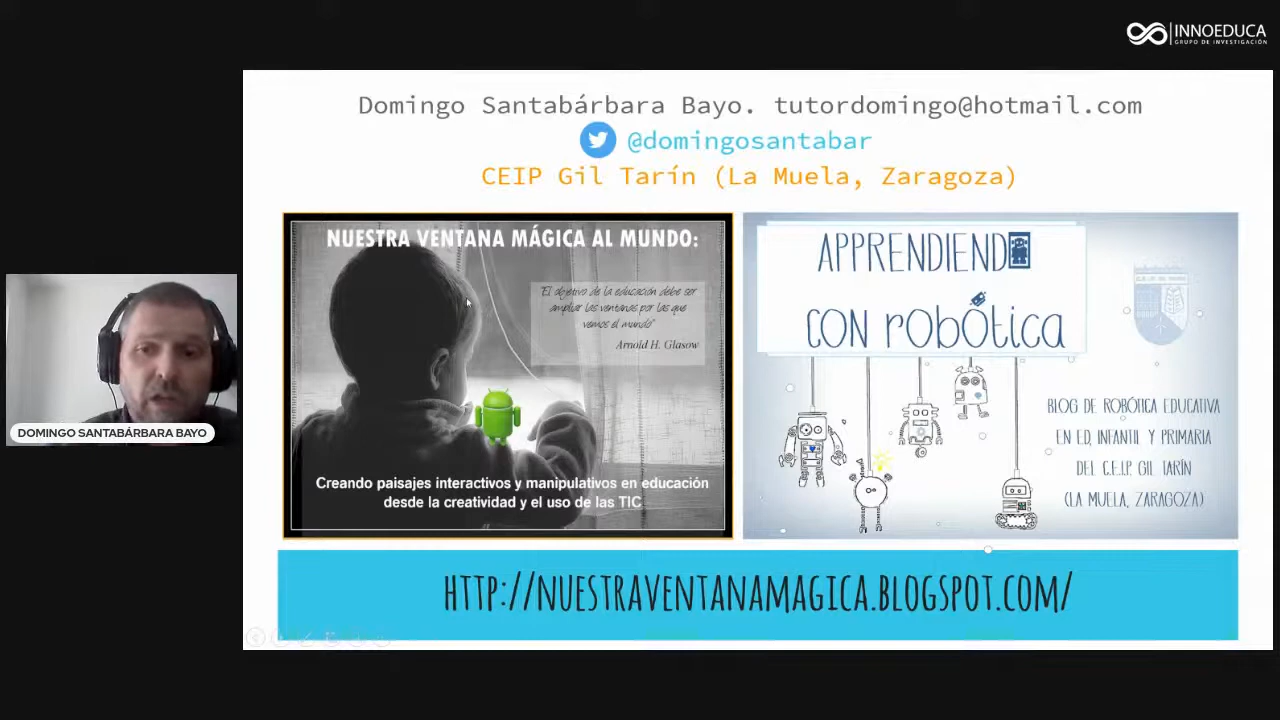 INNOEDUCA
GRUPO DE INVESTIGACIÓN
Domingo Santabárbara Bayo. tutordomingo@hotmail.com
@domingosantabar
CEIP Gil Tarín (La Muela, Zaragoza)
NUESTRA VENTANA MÁGICA AL MUNDO:
"El objetivo de la educación debe ser
ampliar las ventanas por las que
vemos el mundo"
Arnold H. Glasow
Creando paisajes interactivos y manipulativos en educación
desde la creatividad y el uso de las TIC
APPRENDIENDO
CON robótica
BLOG DE ROBÓTICA EDUCATIVA
EN ED. INFANTIL Y PRIMARIA
DEL C.E.I.P. GIL TARÍN
(LA MUELA, ZARAGOZA)
DOMINGO SANTABÁRBARA BAYO
HTTP://NUESTRAVENTANAMAGICA.BLOGSPOT.COM/